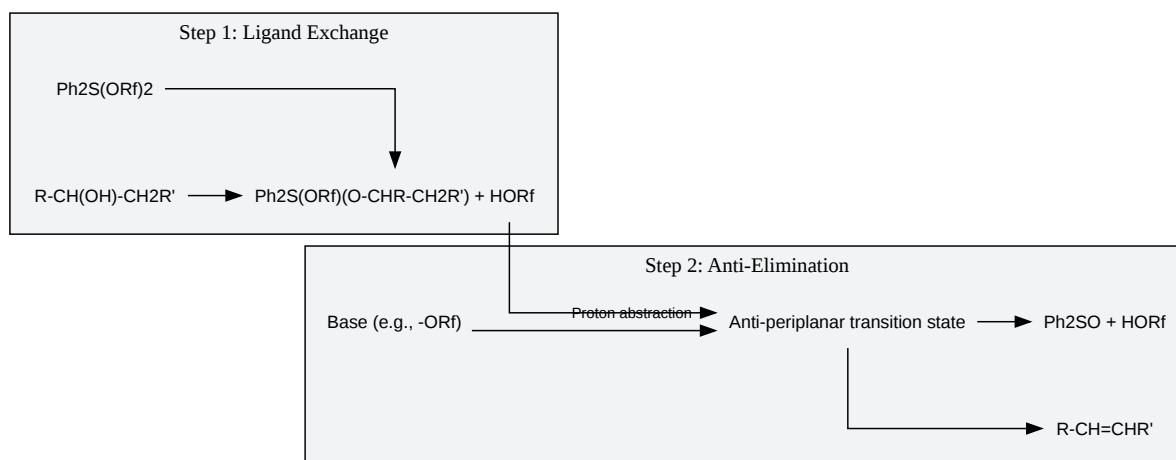 Step 1: Ligand Exchange
Ph2S(ORf)2
R-CH(OH)-CH2R'
Ph2S(ORf)(O-CHR-CH2R') + HORf
Step 2: Anti-Elimination
Proton abstraction
Base (e.g., -ORf)
Anti-periplanar transition state
Ph2SO + HORf
R-CH=CHR'